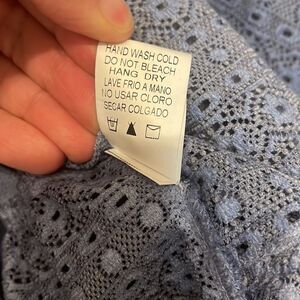 HAND WASH COLD
DO NOT BLEACH
HANG DRY
LAVE FRIO A MANO
NO USAR CLORO
SECAR COLGADO